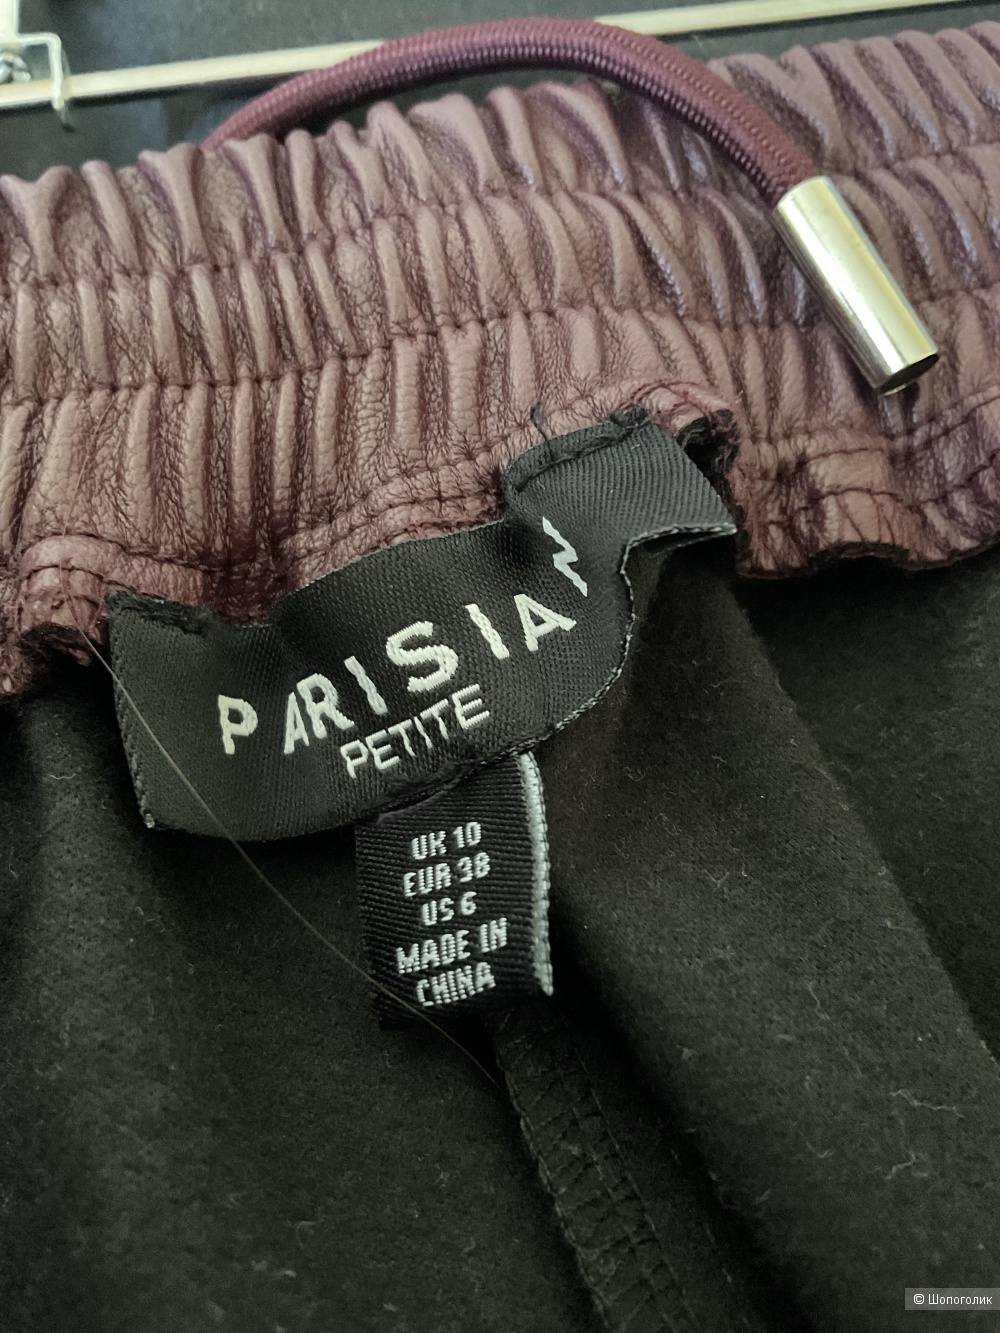 PARISIAN
PETITE
UK 10
EUR 38
US 6
MADE IN
CHINA
© Шопоголик